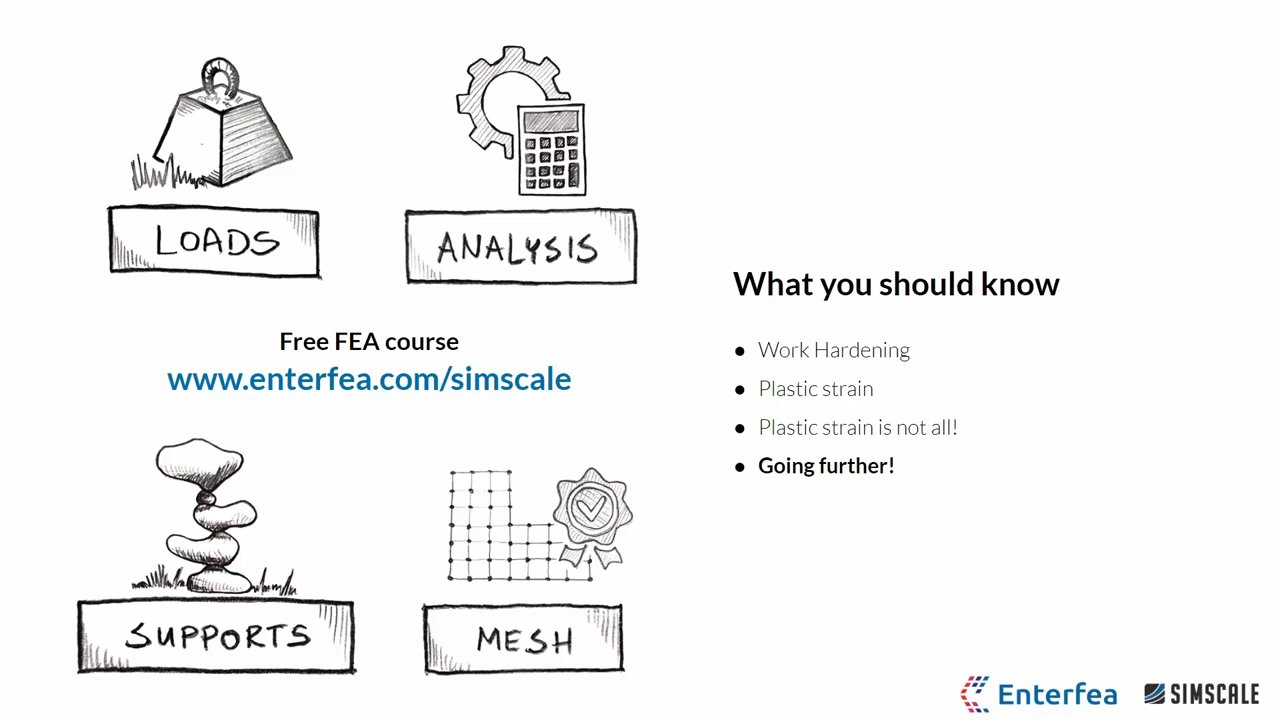 LOADS
ANALYSIS
Free FEA course
www.enterfea.com/simscale
SUPPORTS
MESH
What you should know
● Work Hardening
● Plastic strain
● Plastic strain is not all!
● Going further!
Enterfea
SIMSCALE